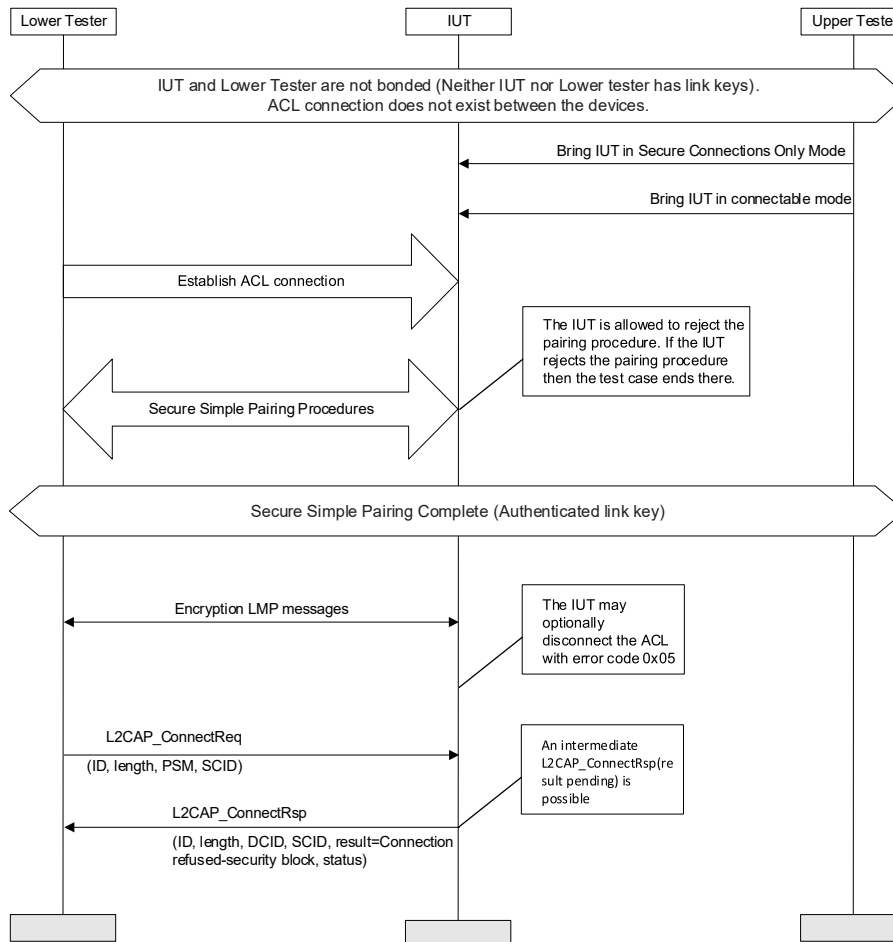 Lower Tester
IUT
Upper Teste
IUT and Lower Tester are not bonded (Neither IUT nor Lower tester has link keys).
ACL connection does not exist between the devices.
Bring IUT in Secure Connections Only Mode
Bring IUT in connectable mode
Establish ACL connection
The IUT is allowed to reject the
pairing procedure. If the IUT
rejects the pairing procedure
then the test case ends there.
Secure Simple Pairing Procedures
Secure Simple Pairing Complete (Authenticated link key)
Encryption LMP messages
The IUT may
optionally
disconnect the ACL
with error code 0x05
L2CAP_ConnectReq
(ID, length, PSM, SCID)
An intermediate
L2CAP_ConnectRsp(re
sult pending) is
possible
L2CAP_ConnectRsp
(ID, length, DCID, SCID, result=Connection
refused-security block, status)